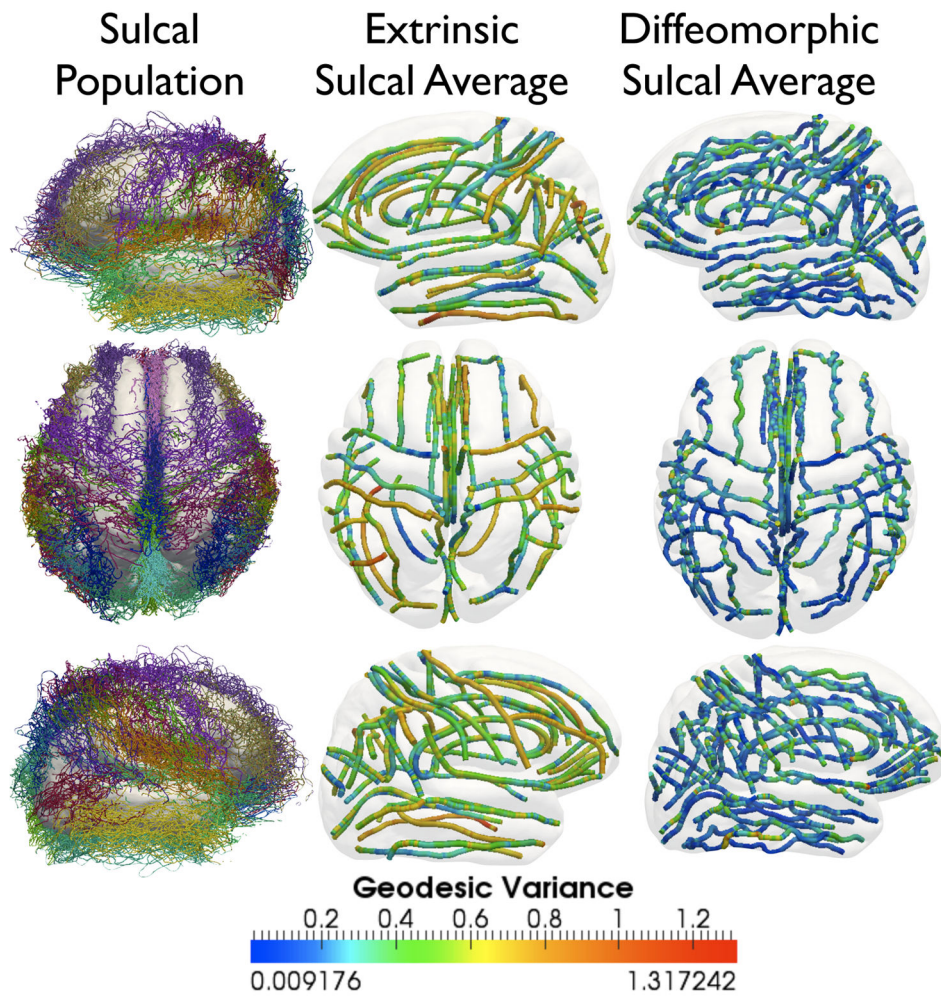 Sulcal
Population
Extrinsic
Sulcal Average
Diffeomorphic
Sulcal Average
Geodesic Variance
0.2 0.4 0.6 0.8 1 1.2
0.009176 1.317242